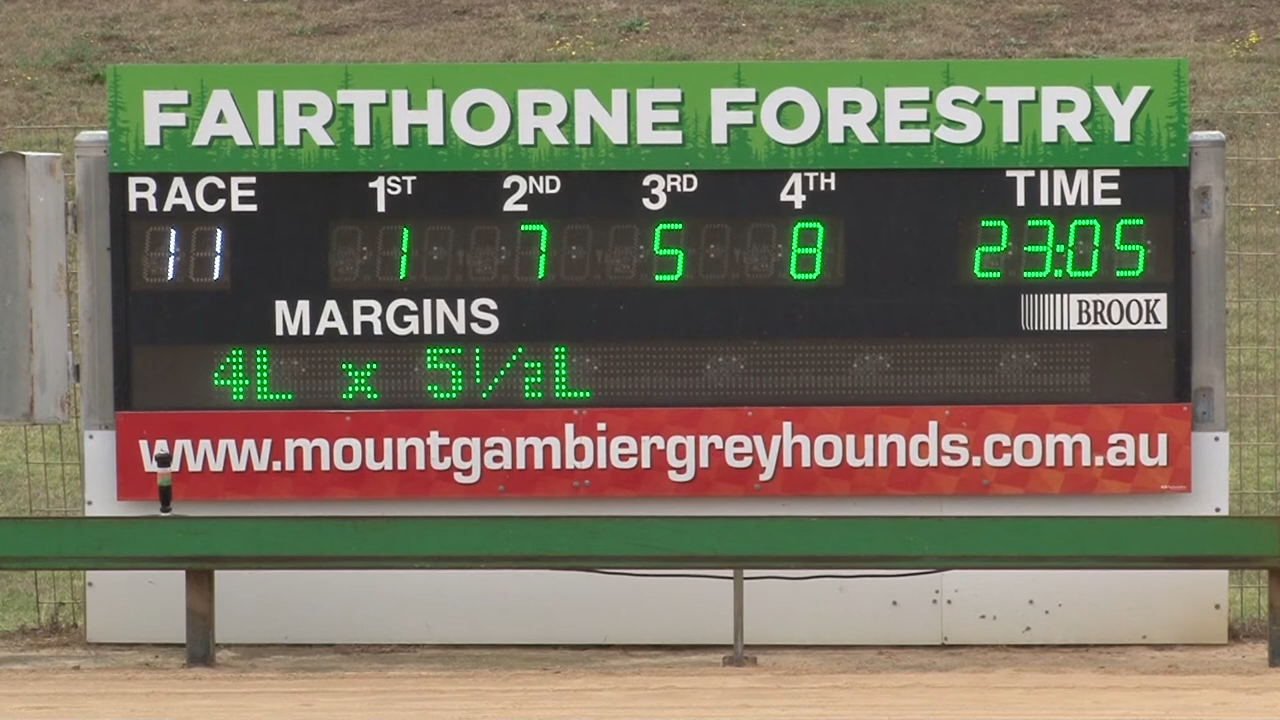 FAIRTHORNE FORESTRY
RACE 1ST 2ND 3RD 4TH TIME
11 1 7 5 8 23:05
MARGINS BROOK
4L x 5½L
www.mountgambiergreyhounds.com.au